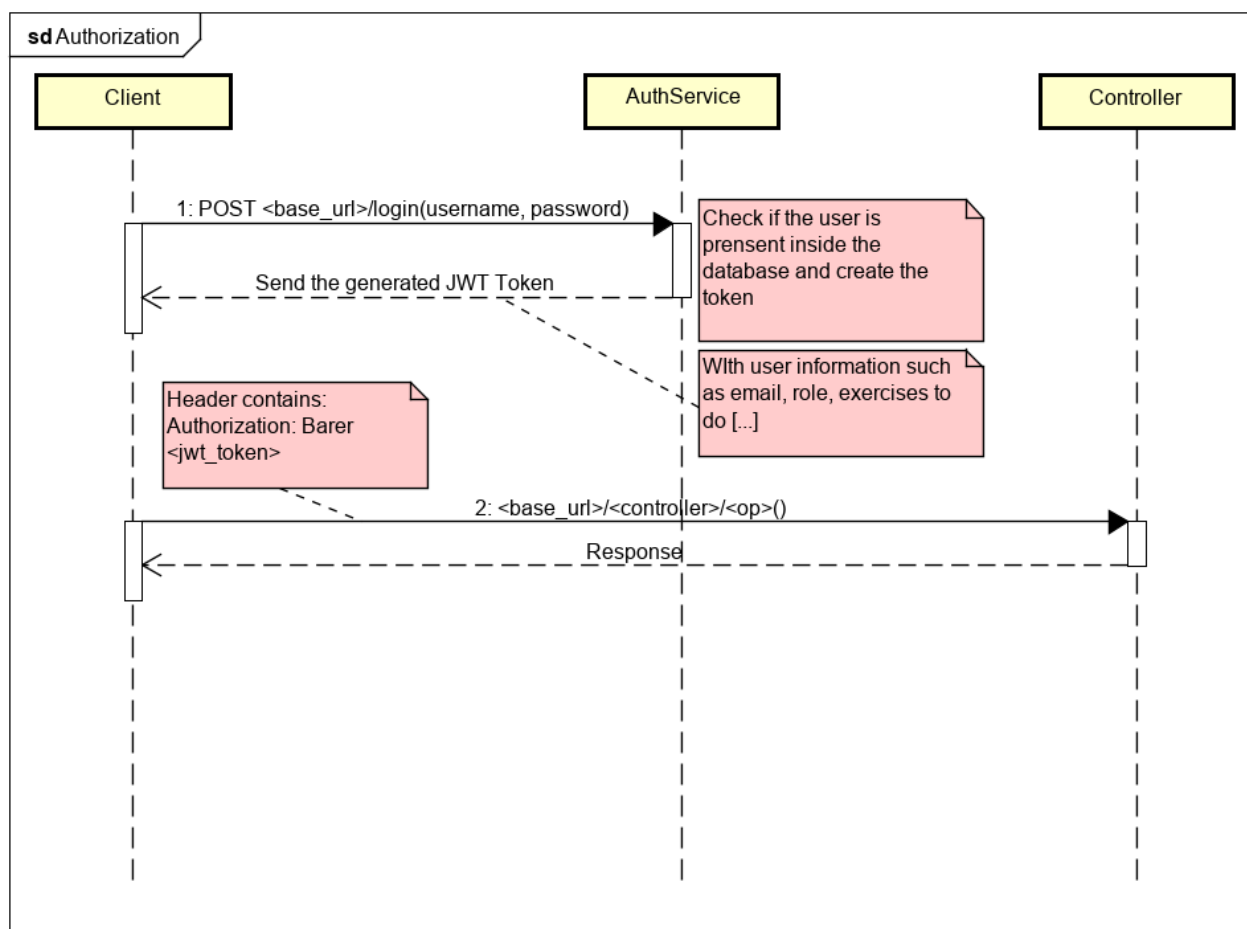 sd Authorization
Client
AuthService
Controller
1: POST <base_url>/login(username, password)
Check if the user is
prensent inside the
database and create the
token
Send the generated JWT Token
WIth user information such
as email, role, exercises to
do [...]
Header contains:
Authorization: Barer
<jwt_token>
2: <base_url>/<controller>/<op>()
Response